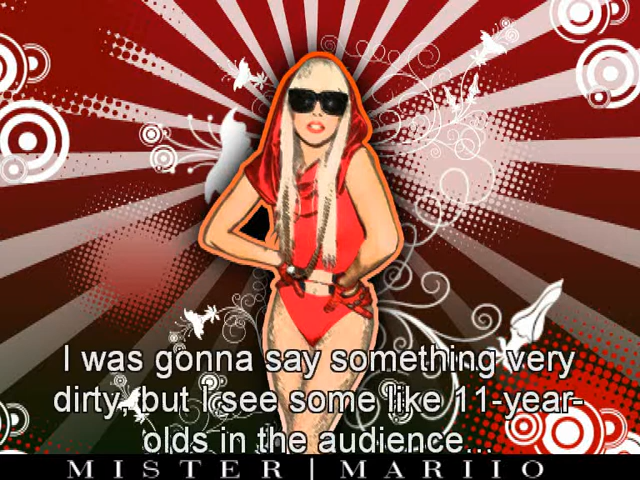 I was gonna say something very
dirty, but I see some like 11-year-
olds in the audience...
MISTER | MARIIO